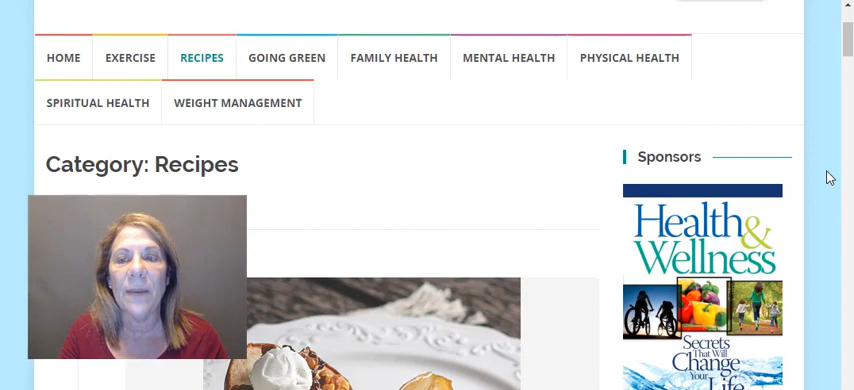 HOME EXERCISE RECIPES GOING GREEN FAMILY HEALTH MENTAL HEALTH PHYSICAL HEALTH
SPIRITUAL HEALTH WEIGHT MANAGEMENT
Category: Recipes
Sponsors
Health &
Wellness
Secrets
That Will
Change
Your
Life